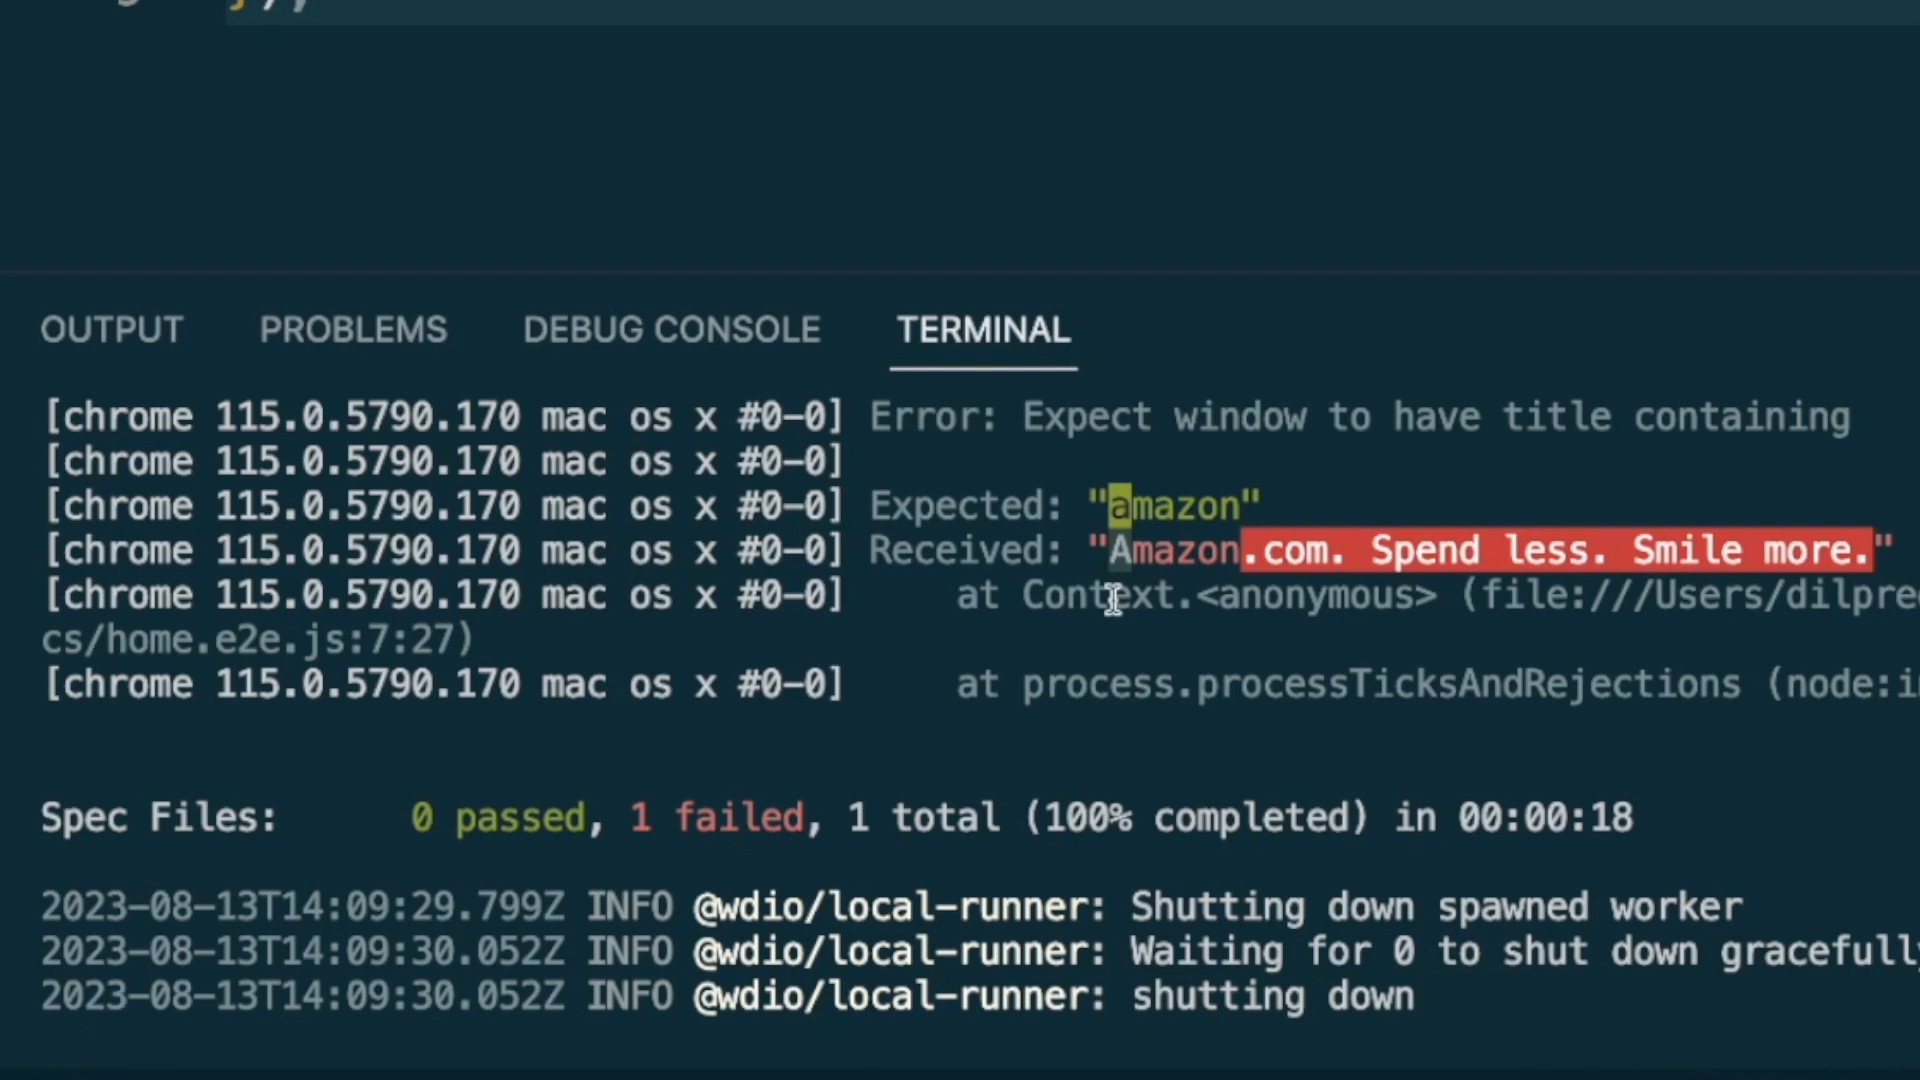 OUTPUT PROBLEMS DEBUG CONSOLE TERMINAL
[chrome 115.0.5790.170 mac os x #0-0] Error: Expect window to have title containing
[chrome 115.0.5790.170 mac os x #0-0]
[chrome 115.0.5790.170 mac os x #0-0] Expected: "amazon"
[chrome 115.0.5790.170 mac os x #0-0] Received: "Amazon.com. Spend less. Smile more."
[chrome 115.0.5790.170 mac os x #0-0] at Context.<anonymous> (file:///Users/dilpre
cs/home.e2e.js:7:27)
[chrome 115.0.5790.170 mac os x #0-0] at process.processTicksAndRejections (node:i
Spec Files: 0 passed, 1 failed, 1 total (100% completed) in 00:00:18
2023-08-13T14:09:29.799Z INFO @wdio/local-runner: Shutting down spawned worker
2023-08-13T14:09:30.052Z INFO @wdio/local-runner: Waiting for 0 to shut down gracefully
2023-08-13T14:09:30.052Z INFO @wdio/local-runner: shutting down